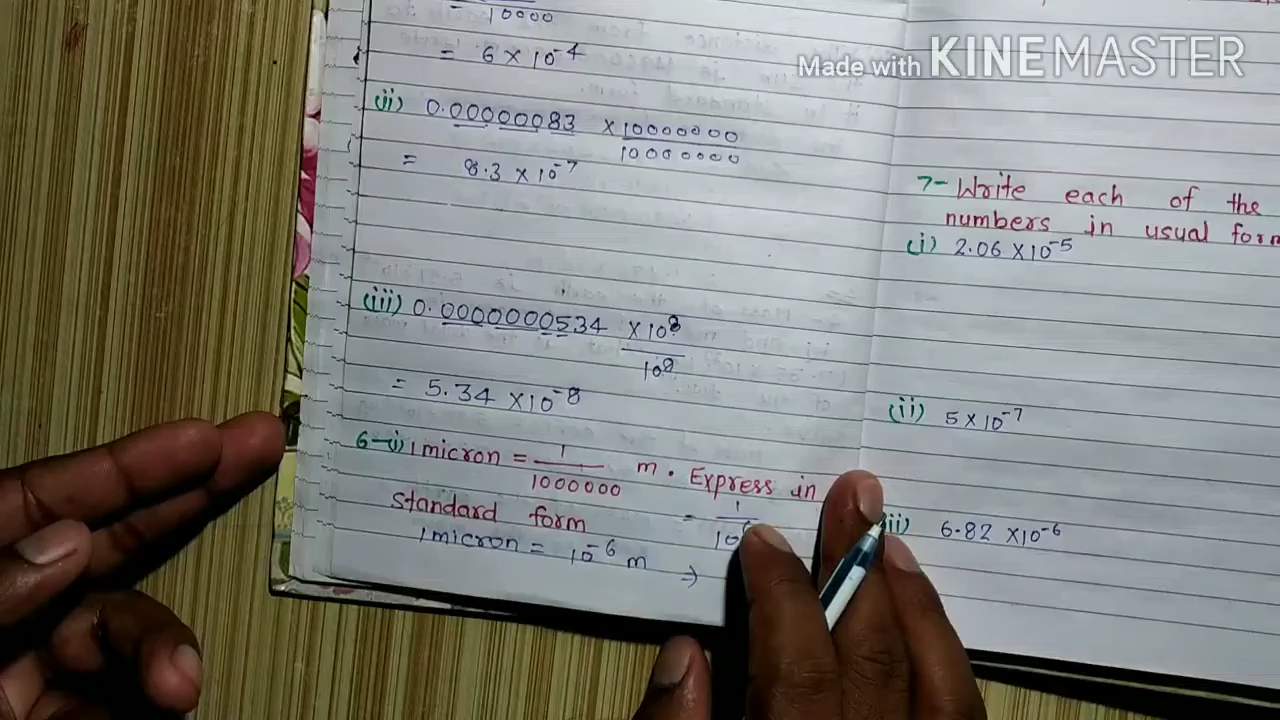 Made with KINEMASTER
= 10000
= 6 × 10⁻⁴
(ii) 0.00000083 × 10000000
10000000
= 8.3 × 10⁻⁷
(iii) 0.0000000534 × 10⁸
10⁸
= 5.34 × 10⁻⁸
6-(i) 1 micron = 1/1000000 m. Express in
standard form = 1/10⁶
1 micron = 10⁻⁶ m →
7- Write each of the
numbers in usual form
(i) 2.06 × 10⁻⁵
(ii) 5 × 10⁻⁷
ii) 6.82 × 10⁻⁶